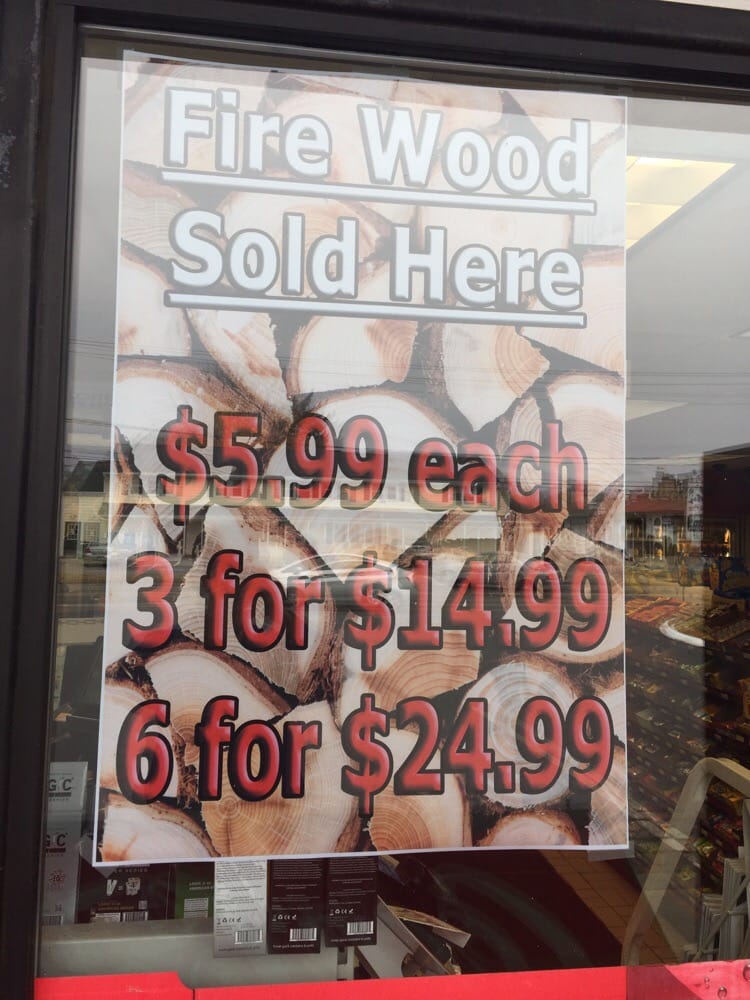 Fire Wood
Sold Here
$5.99 each
3 for $14.99
6 for $24.99